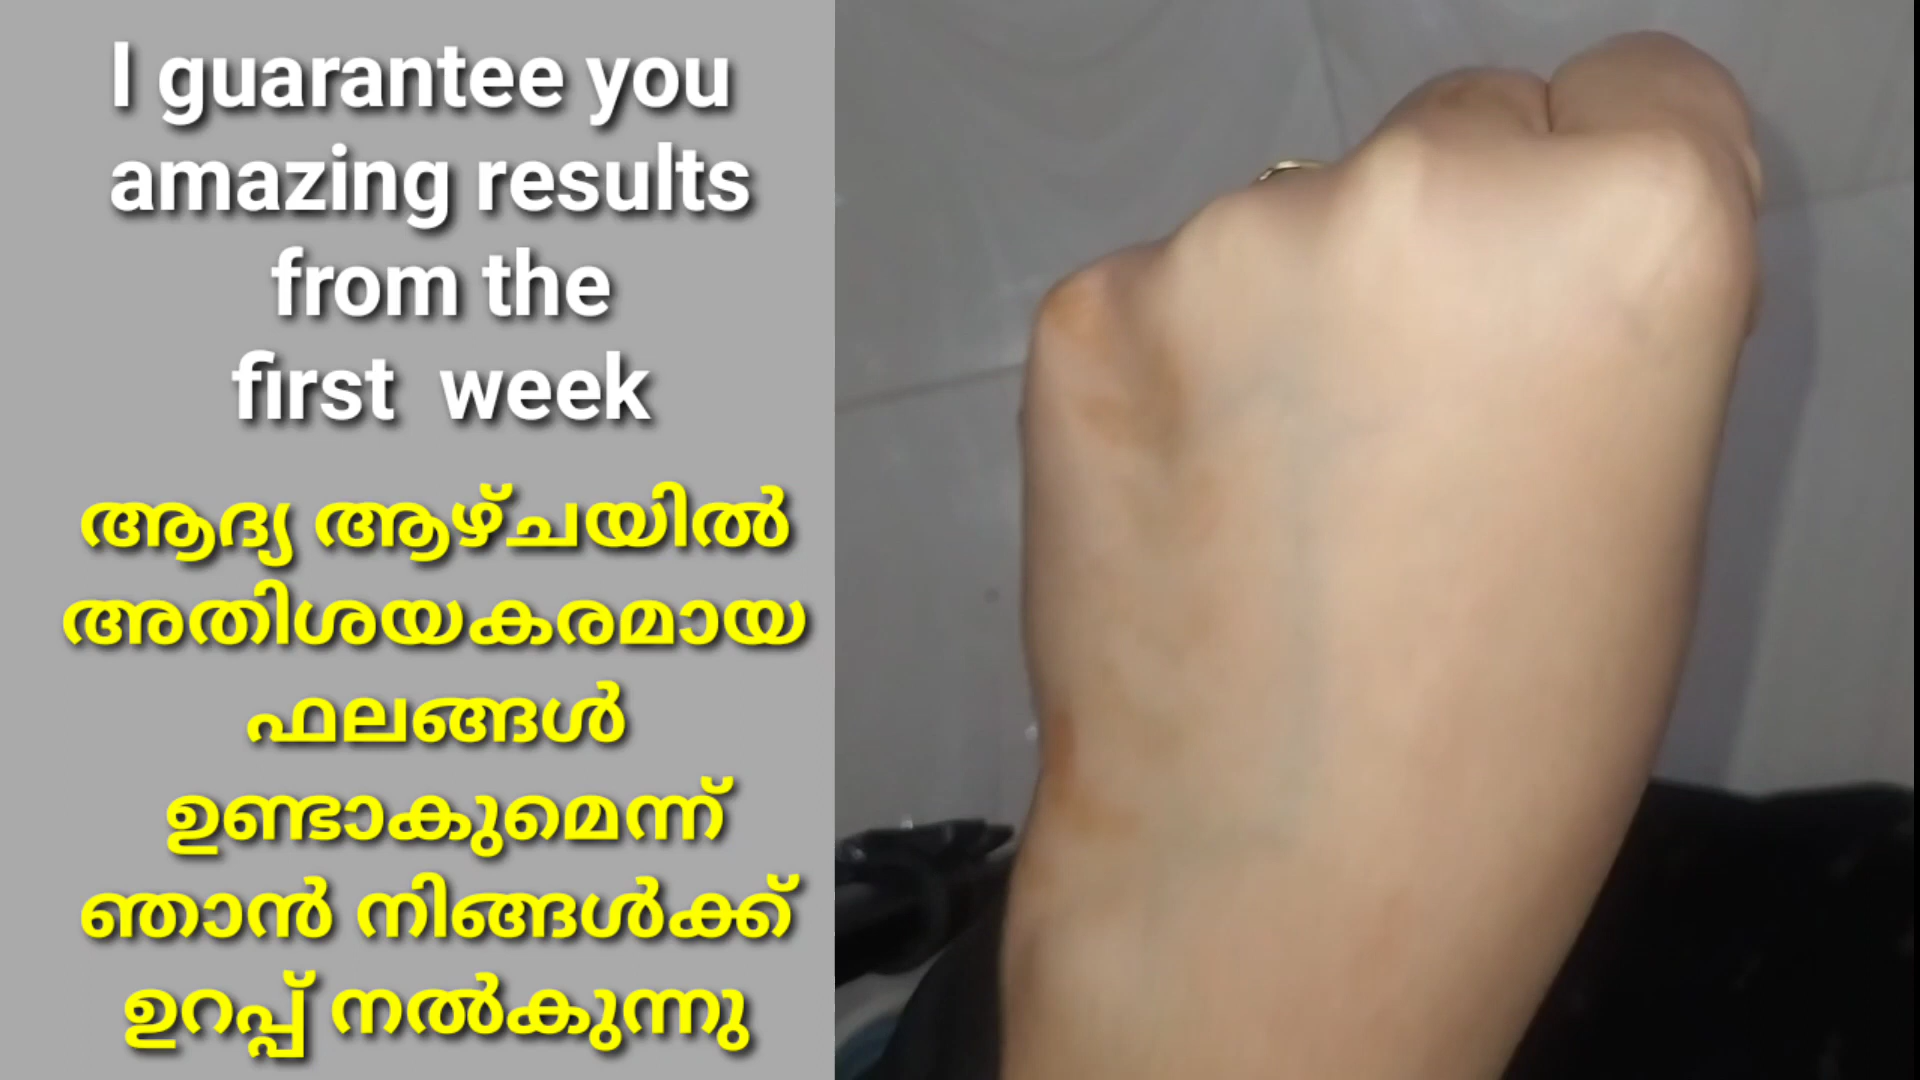 I guarantee you
amazing results
from the
first week
ആദ്യ ആഴ്ചയിൽ
അതിശയകരമായ
ഫലങ്ങൾ
ഉണ്ടാകുമെന്ന്
ഞാൻ നിങ്ങൾക്ക്
ഉറപ്പ് നൽകുന്നു